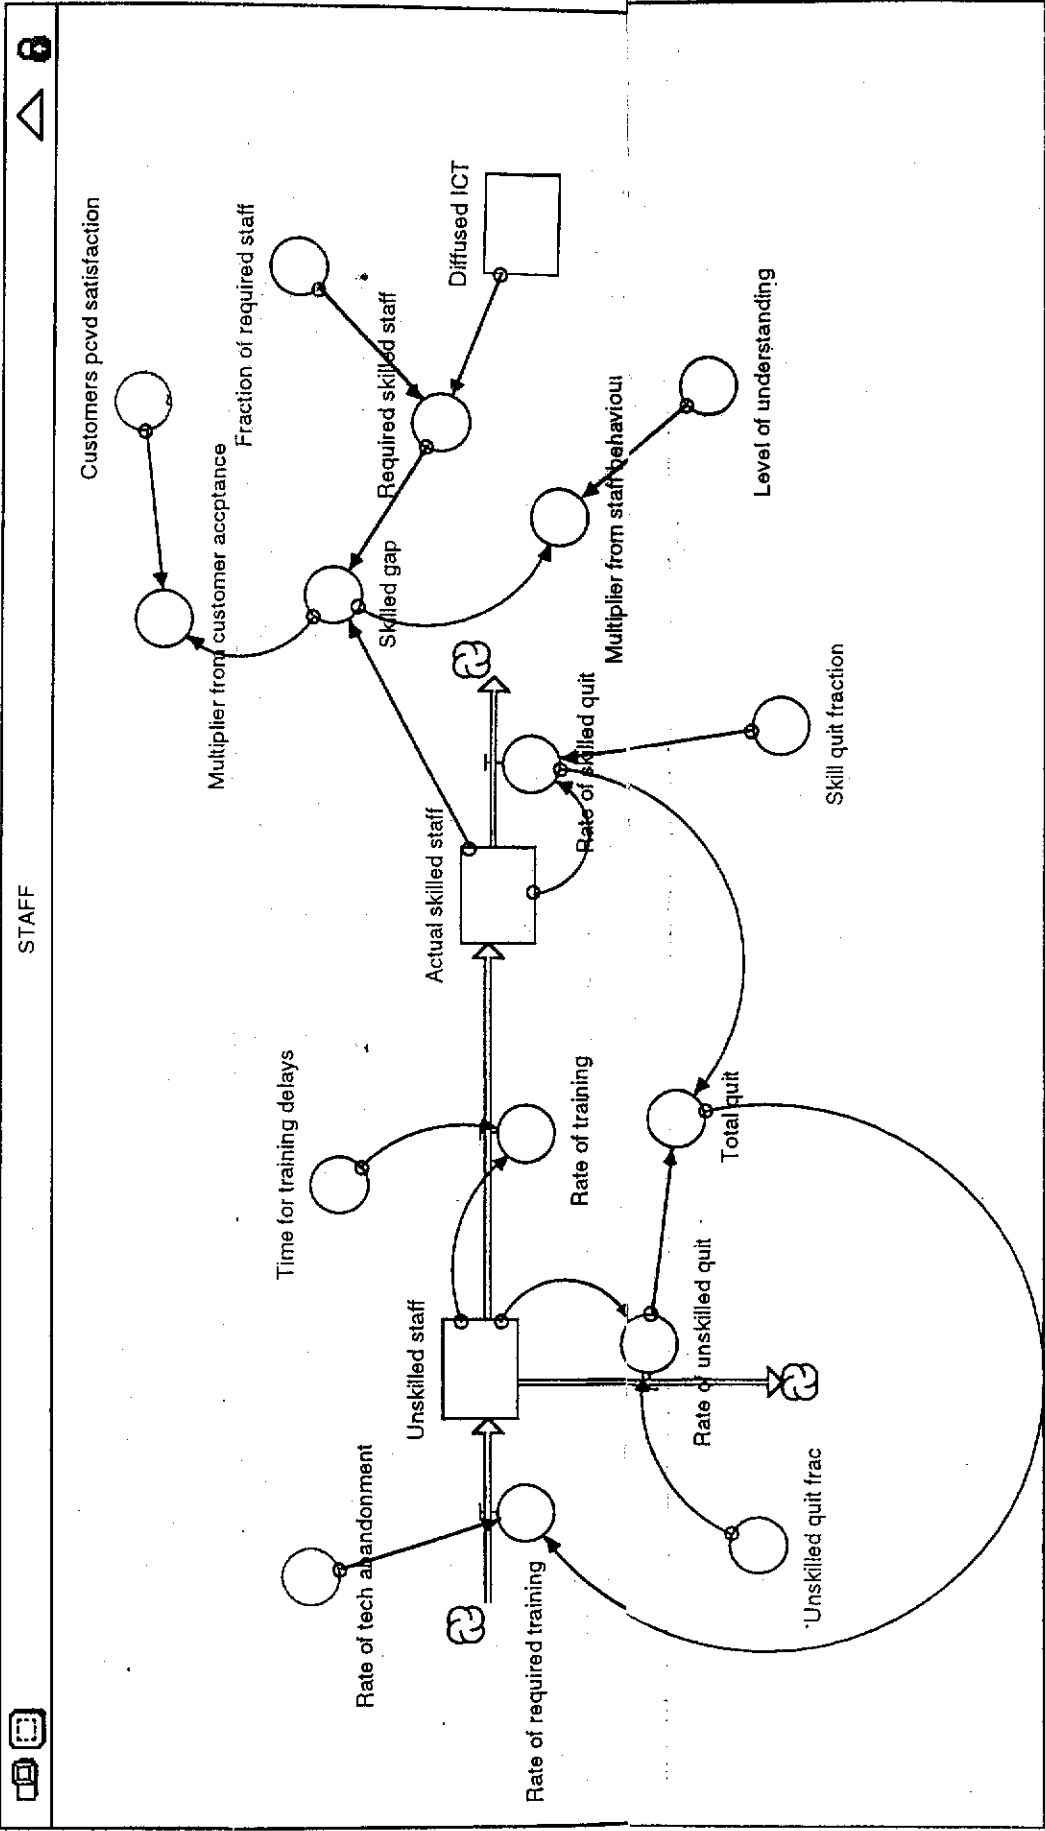 STAFF
Customers pcvd satisfaction
Fraction of required staff
Multiplier from customer accptance
Diffused ICT
Required skilled staff
Skilled gap
Actual skilled staff
Time for training delays
Unskilled staff
Rate of tech abandonment
Rate of required training
Rate of training
Rate of skilled quit
Multiplier from staff behaviour
Level of understanding
Skill quit fraction
Total quit
Rate of unskilled quit
Unskilled quit frac